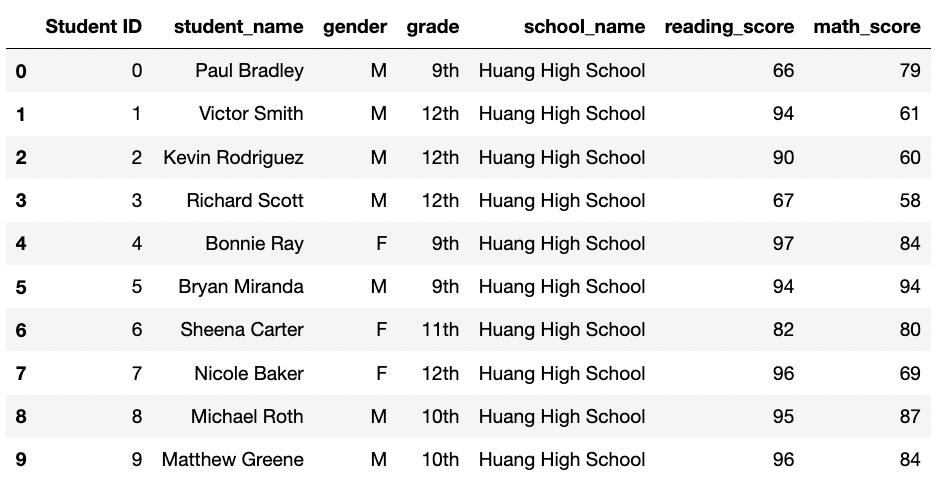 Student ID student_name gender grade school_name reading_score math_score
0 0 Paul Bradley M 9th Huang High School 66 79
1 1 Victor Smith M 12th Huang High School 94 61
2 2 Kevin Rodriguez M 12th Huang High School 90 60
3 3 Richard Scott M 12th Huang High School 67 58
4 4 Bonnie Ray F 9th Huang High School 97 84
5 5 Bryan Miranda M 9th Huang High School 94 94
6 6 Sheena Carter F 11th Huang High School 82 80
7 7 Nicole Baker F 12th Huang High School 96 69
8 8 Michael Roth M 10th Huang High School 95 87
9 9 Matthew Greene M 10th Huang High School 96 84